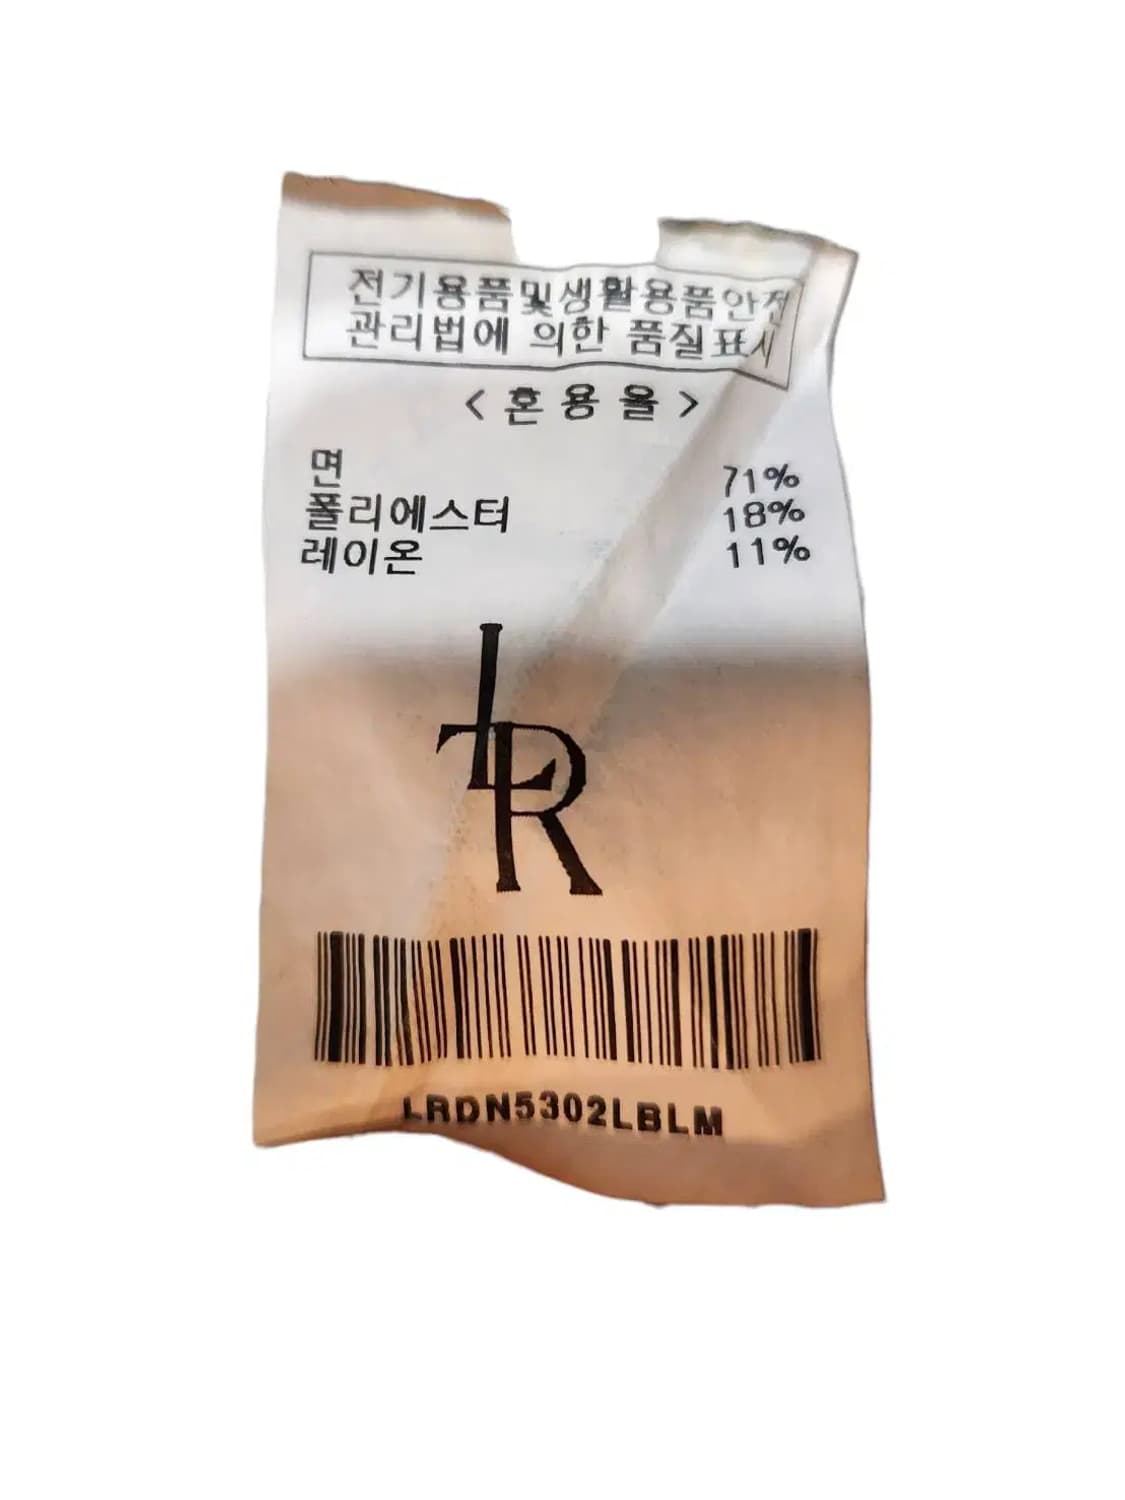 전기용품및생활용품안전
관리법에 의한 품질표시
<혼용율>
면 71%
폴리에스터 18%
레이온 11%
LR
LRDN5302LBLM